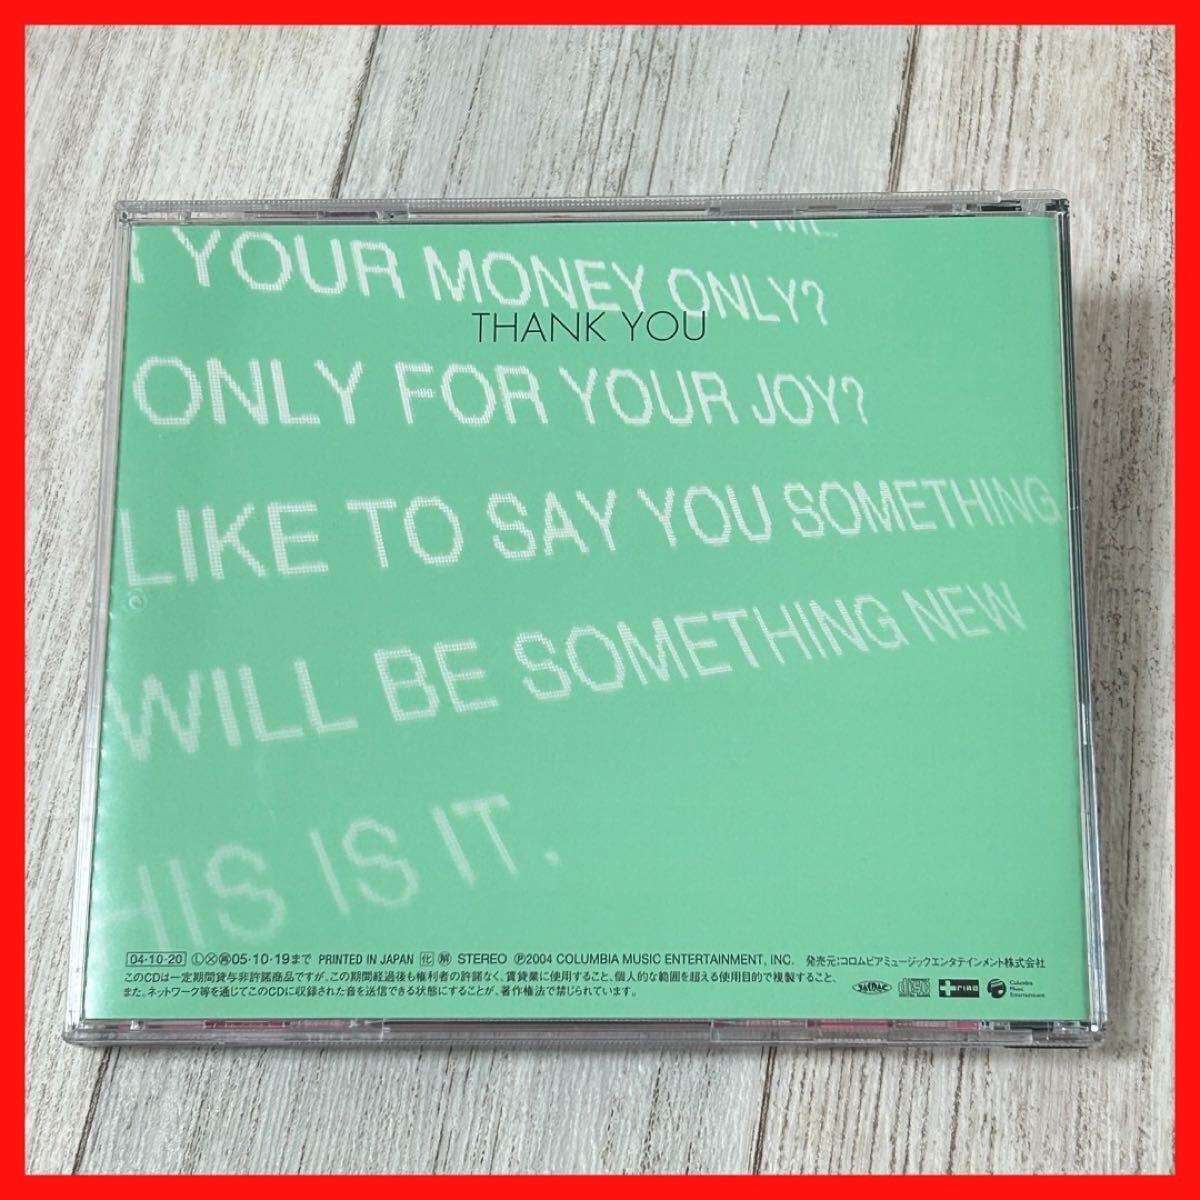 YOUR MONEY ONLY?
THANK YOU
ONLY FOR YOUR JOY?
LIKE TO SAY YOU SOMETHING
WILL BE SOMETHING NEW
HIS IS IT.
04・10・20 Ⓛ Ⓧ 05・10・19まで PRINTED IN JAPAN STEREO ℗2004 COLUMBIA MUSIC ENTERTAINMENT, INC. 発売元:コロムビアミュージックエンタテインメント株式会社
このCDは一定期間貸与非許諾商品ですが、この期間経過後も権利者の許諾なく、賃貸業に使用すること、個人的な範囲を超える使用目的で複製すること、
また、ネットワーク等を通じてこのCDに収録された音を送信できる状態にすることが、著作権法で禁じられています。
Columbia
Music
Entertainment